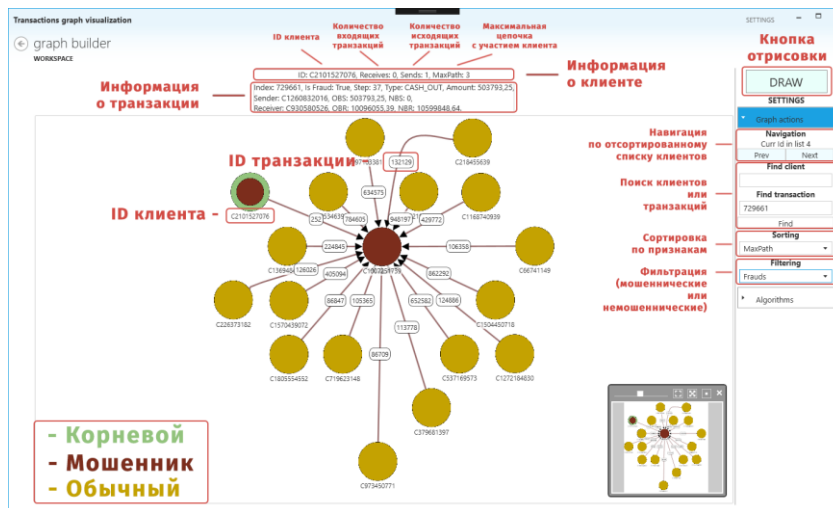 Transactions graph visualization
SETTINGS
graph builder
WORKSPACE
ID клиента
Количество
входящих
транзакций
Количество
исходящих
транзакций
Максимальная
цепочка
с участием клиента
Кнопка
отрисовки
ID: C2101527076, Receives: 0, Sends: 1, MaxPath: 3
Информация
о транзакции
Index: 729661, Is Fraud: True, Step: 37, Type: CASH_OUT, Amount: 503793,25,
Sender: C1260832016, OBS: 503793,25, NBS: 0,
Receiver: C930580526, OBR: 10096055,39, NBR: 10599848,64,
Информация
о клиенте
DRAW
SETTINGS
Graph actions
Навигация
по отсортированному
списку клиентов
Navigation
Curr Id in list 4
Prev
Next
Поиск клиентов
или
транзакций
Find client
Find transaction
729661
Find
Сортировка
по признакам
Sorting
MaxPath
Фильтрация
(мошеннические
или
немошеннические)
Filtering
Frauds
Algorithms
ID транзакции
132129
C218455639
634575
ID клиента -
C2101527076
252
784605
948197
429772
C1168740939
224845
106358
C66741149
126026
405094
862292
C226373182
C1570439072
86847
105365
652582
124886
C1504450718
113778
C1805554552
C719623148
86709
C537169573
C1272184830
C379681397
C973450771
- Корневой
- Мошенник
- Обычный